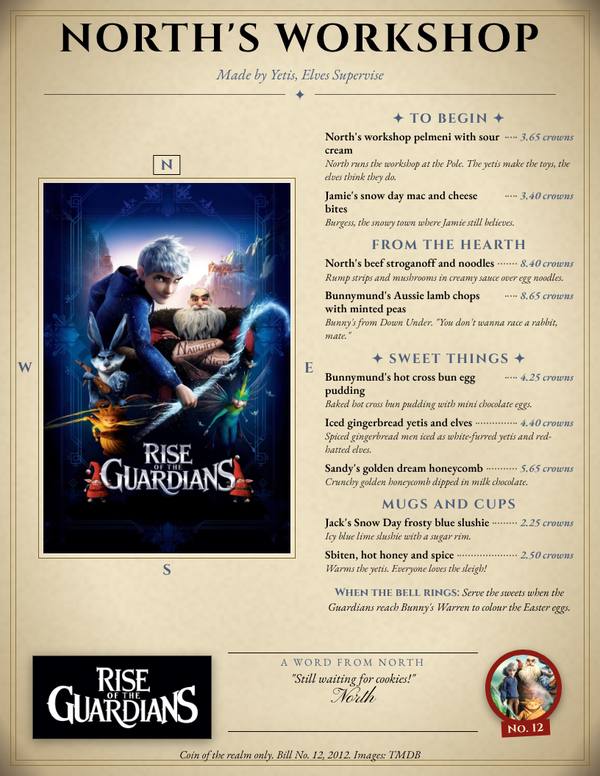 NORTH'S WORKSHOP
Made by Yetis, Elves Supervise
N
W
E
S
NAUGHTY
NICE
RISE
OF THE
GUARDIANS
✦ TO BEGIN ✦
North's workshop pelmeni with sour ..... 3.65 crowns
cream
North runs the workshop at the Pole. The yetis make the toys, the
elves think they do.
Jamie's snow day mac and cheese ..... 3.40 crowns
bites
Burgess, the snowy town where Jamie still believes.
FROM THE HEARTH
North's beef stroganoff and noodles ....... 8.40 crowns
Rump strips and mushrooms in creamy sauce over egg noodles.
Bunnymund's Aussie lamb chops ..... 8.65 crowns
with minted peas
Bunny's from Down Under. "You don't wanna race a rabbit,
mate."
✦ SWEET THINGS ✦
Bunnymund's hot cross bun egg ..... 4.25 crowns
pudding
Baked hot cross bun pudding with mini chocolate eggs.
Iced gingerbread yetis and elves ......... 4.40 crowns
Spiced gingerbread men iced as white-furred yetis and red-
hatted elves.
Sandy's golden dream honeycomb ......... 5.65 crowns
Crunchy golden honeycomb dipped in milk chocolate.
MUGS AND CUPS
Jack's Snow Day frosty blue slushie ......... 2.25 crowns
Icy blue lime slushie with a sugar rim.
Sbiten, hot honey and spice .................. 2.50 crowns
Warms the yetis. Everyone loves the sleigh!
WHEN THE BELL RINGS: Serve the sweets when the
Guardians reach Bunny's Warren to colour the Easter eggs.
RISE
OF THE
GUARDIANS
A WORD FROM NORTH
"Still waiting for cookies!"
North
NO. 12
Coin of the realm only. Bill No. 12, 2012. Images: TMDB